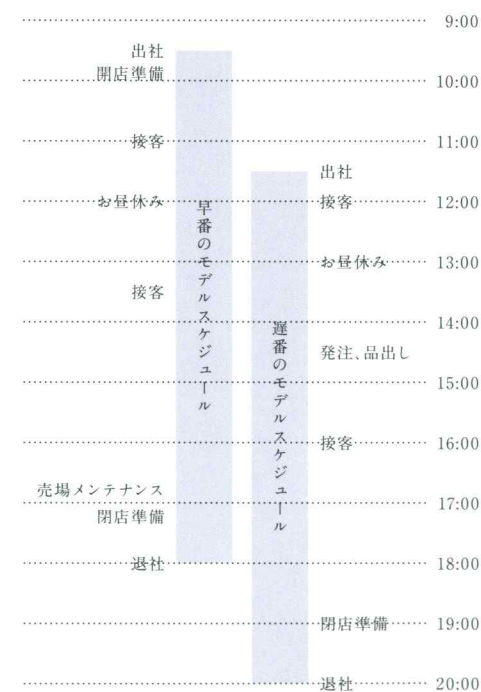 9:00
出社
開店準備
10:00
接客
11:00
出社
お昼休み
接客
12:00
早番のモデルスケジュール
お昼休み
13:00
接客
14:00
遅番のモデルスケジュール
発注、品出し
15:00
接客
16:00
売場メンテナンス
17:00
閉店準備
退社
18:00
閉店準備
19:00
退社
20:00